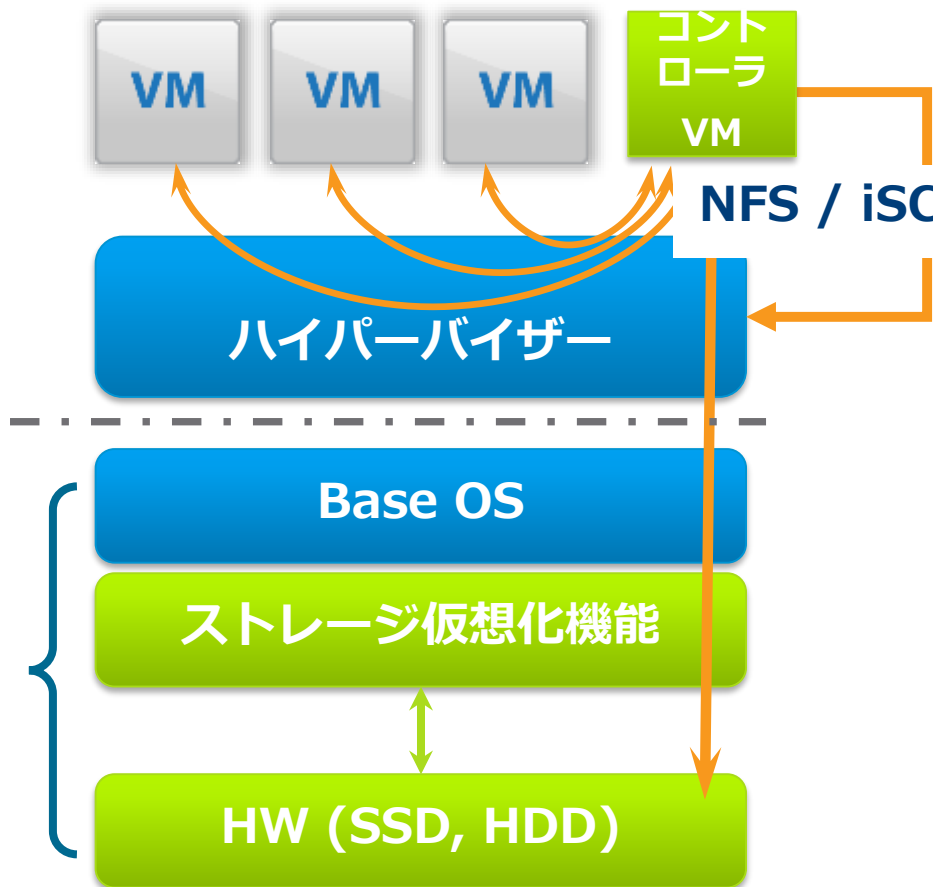 VM
VM
VM
コント
ローラ
VM
NFS / iSC
ハイパーバイザー
Base OS
ストレージ仮想化機能
HW (SSD, HDD)